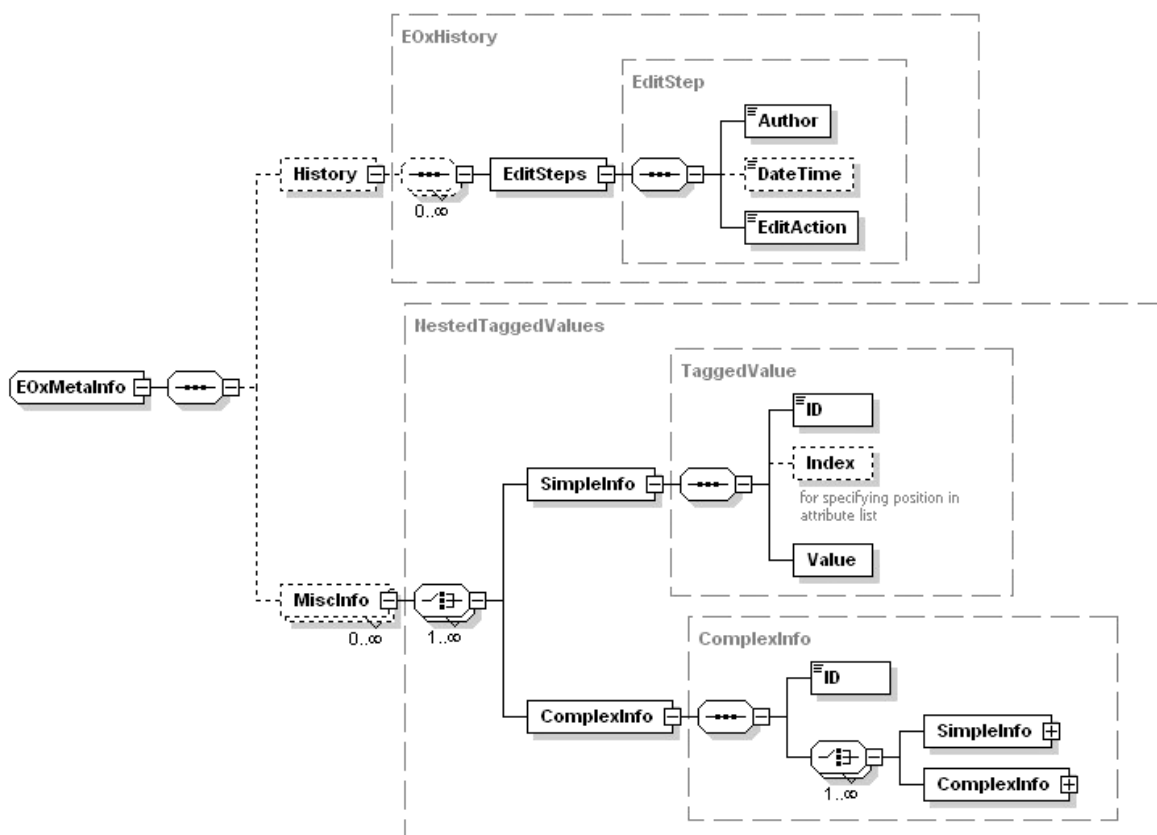 EOxHistory
EditStep
Author
History
EditSteps
DateTime
0..∞
EditAction
NestedTaggedValues
TaggedValue
EOxMetaInfo
ID
Index
SimpleInfo
for specifying position in
attribute list
Value
MiscInfo
0..∞
1..∞
ComplexInfo
ID
ComplexInfo
SimpleInfo
ComplexInfo
1..∞